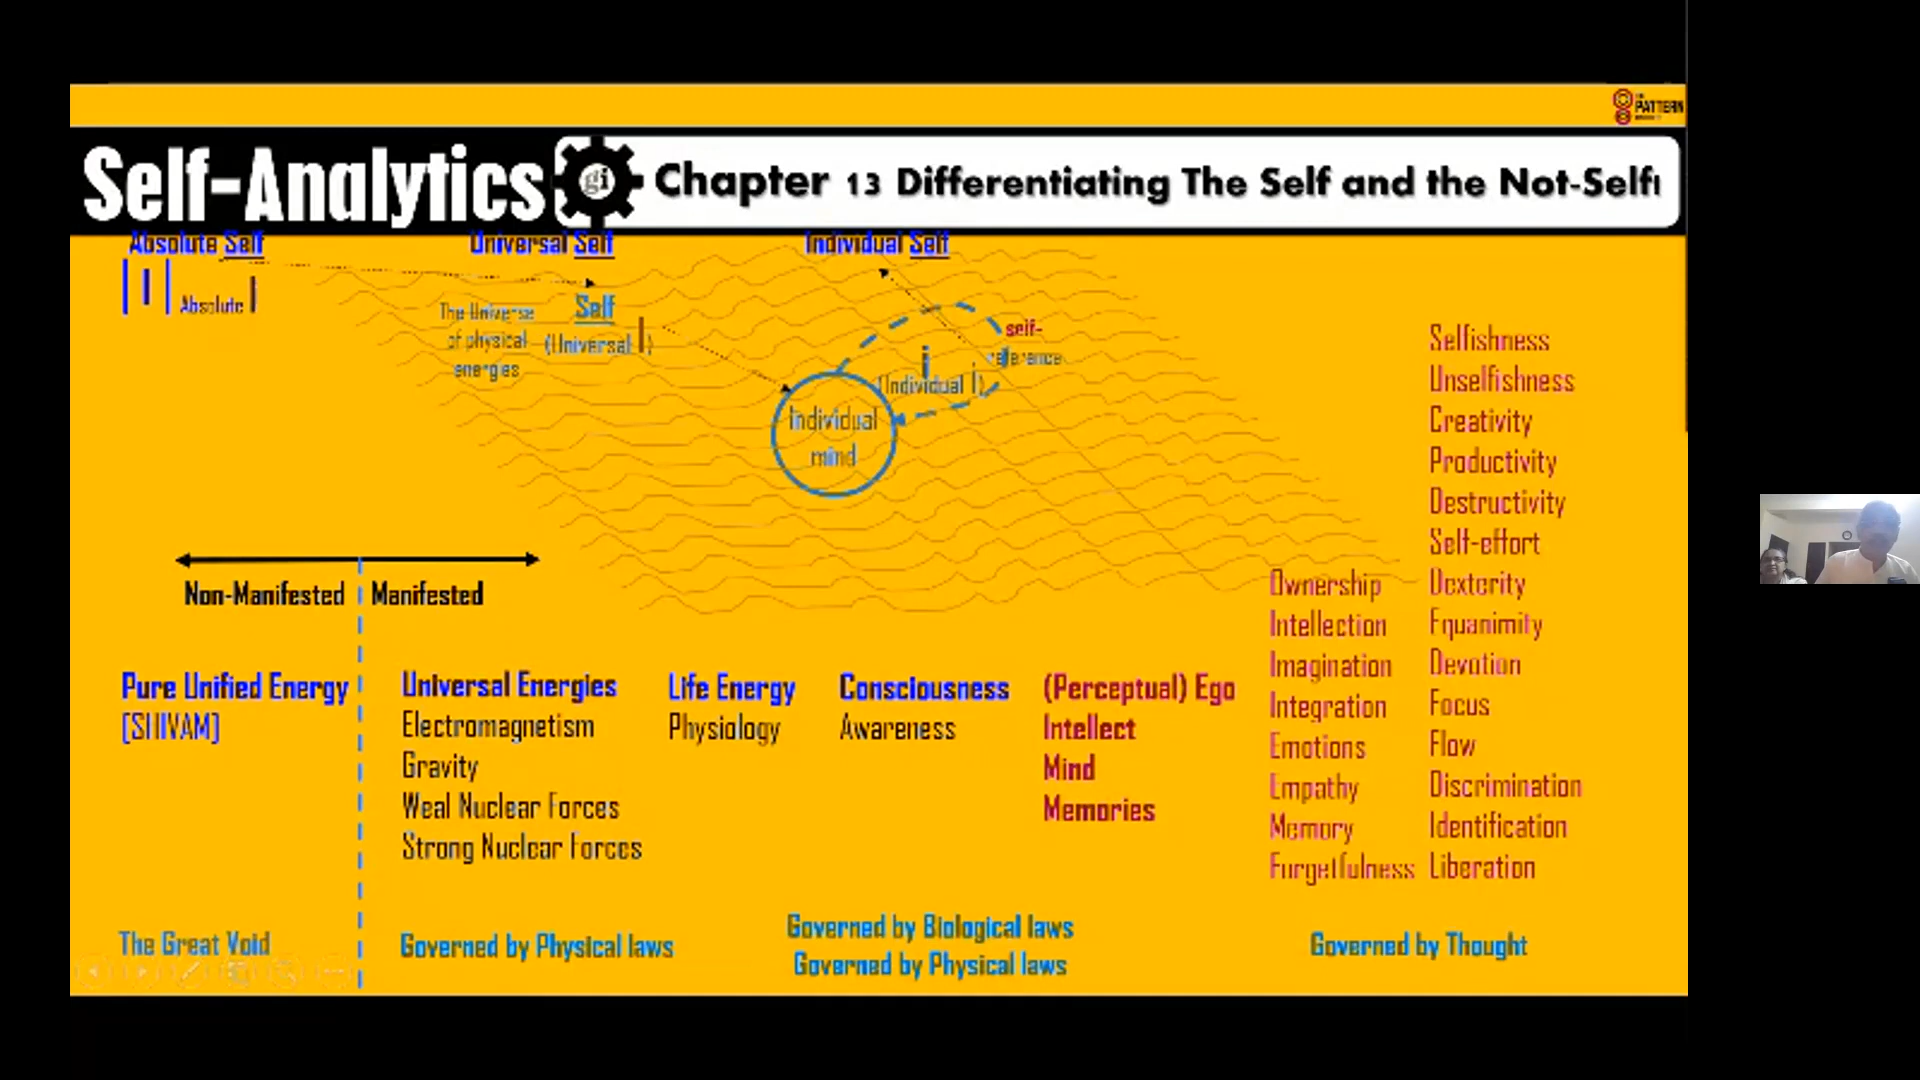 PATTERN
Self-Analytics
gi
Chapter 13 Differentiating The Self and the Not-Self
Absolute Self
Universal Self
Individual Self
| I | Absolute I
The Universe
of physical
energies
Self
(Universal I)
self-
reference
i
(Individual i)
Individual
mind
Non-Manifested
Manifested
Pure Unified Energy
(SHIVAM)
The Great Void
Universal Energies
Electromagnetism
Gravity
Weal Nuclear Forces
Strong Nuclear Forces
Governed by Physical laws
Life Energy
Physiology
Consciousness
Awareness
Governed by Biological laws
Governed by Physical laws
(Perceptual) Ego
Intellect
Mind
Memories
Ownership
Intellection
Imagination
Integration
Emotions
Empathy
Memory
Forgetfulness
Selfishness
Unselfishness
Creativity
Productivity
Destructivity
Self-effort
Dexterity
Equanimity
Devotion
Focus
Flow
Discrimination
Identification
Liberation
Governed by Thought